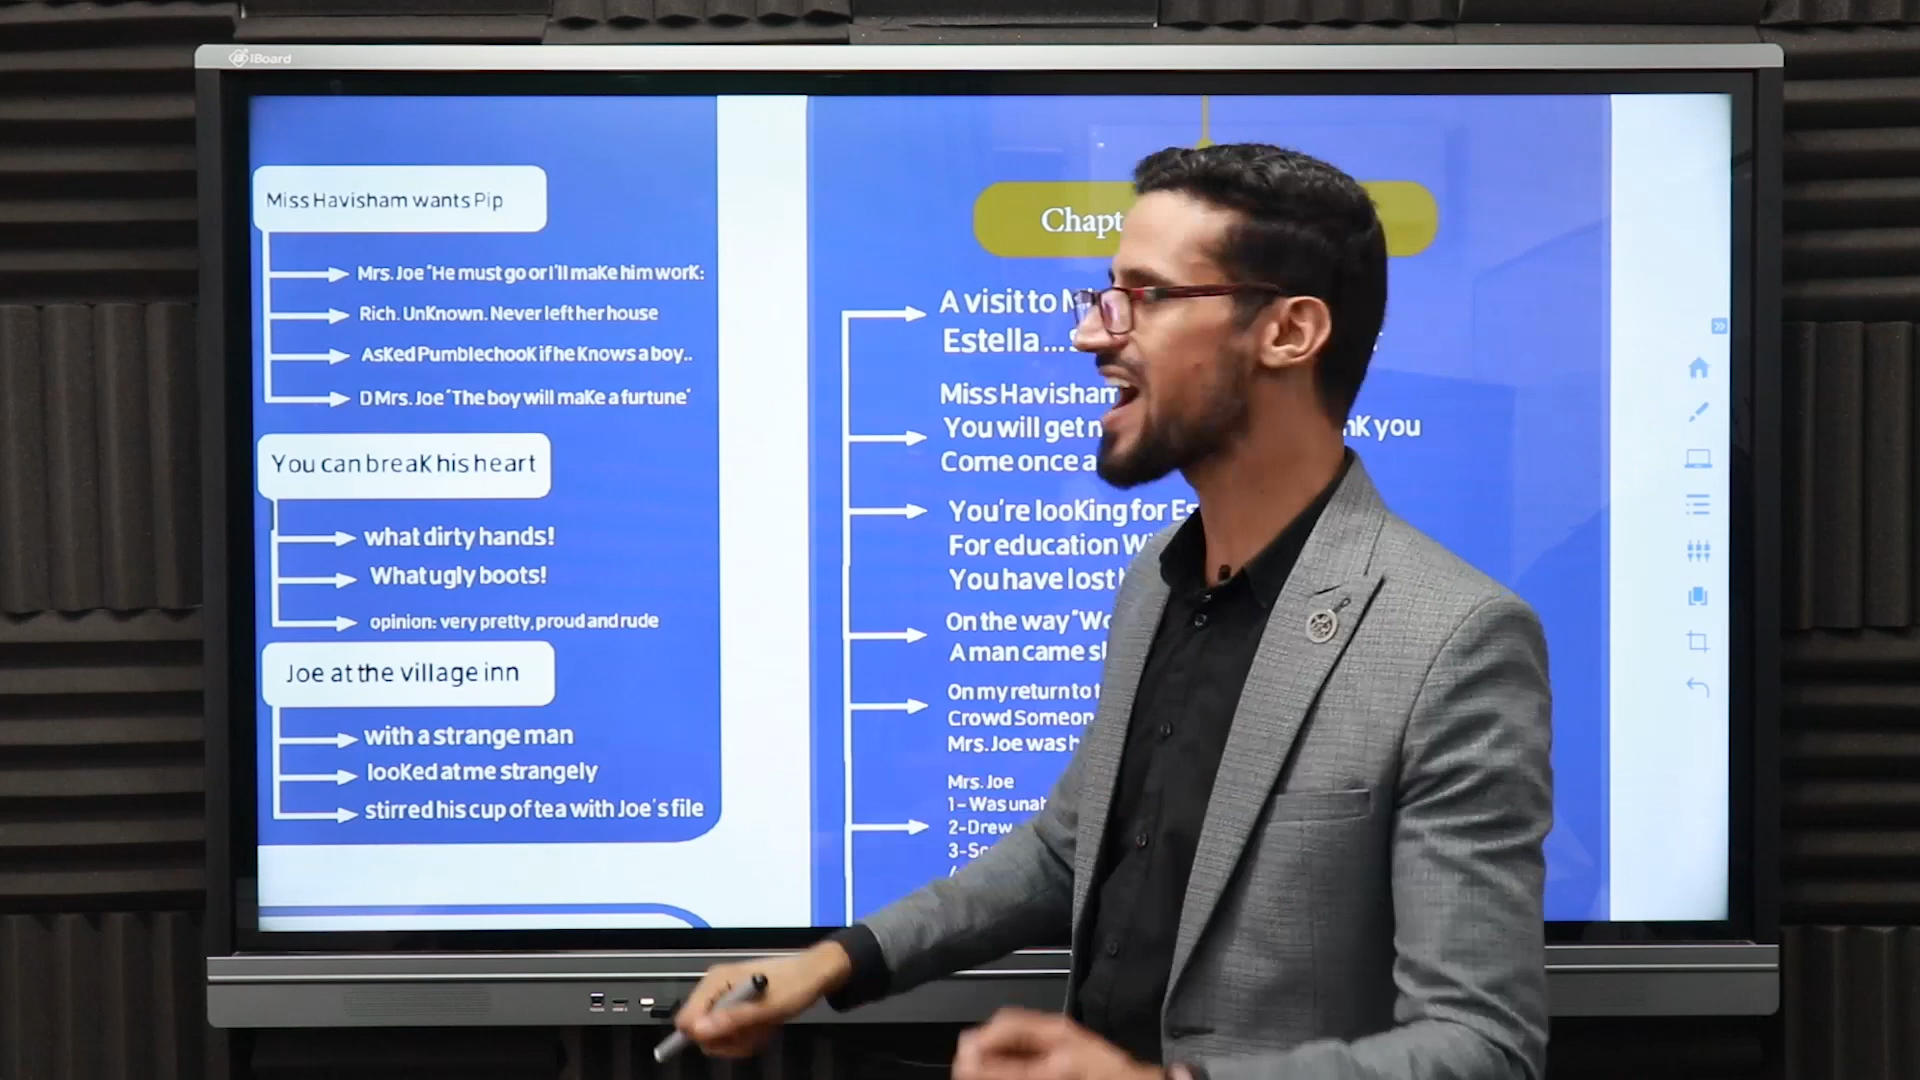 IBoard
Miss Havisham wants Pip
Mrs. Joe "He must go or I'll make him work:
Rich. Unknown. Never left her house
Asked Pumblechook if he knows a boy..
D Mrs. Joe "The boy will make a furtune"
You can break his heart
what dirty hands!
What ugly boots!
opinion: very pretty, proud and rude
Joe at the village inn
with a strange man
looked at me strangely
stirred his cup of tea with Joe's file
A visit to
Estella ...
Miss Havisham
You will get nk you
Come once a
You're looking for
For education
You have lost
On the way "
A man came
On my return to
Crowd
Mrs. Joe was
Mrs. Joe
1- Was
2-Drew